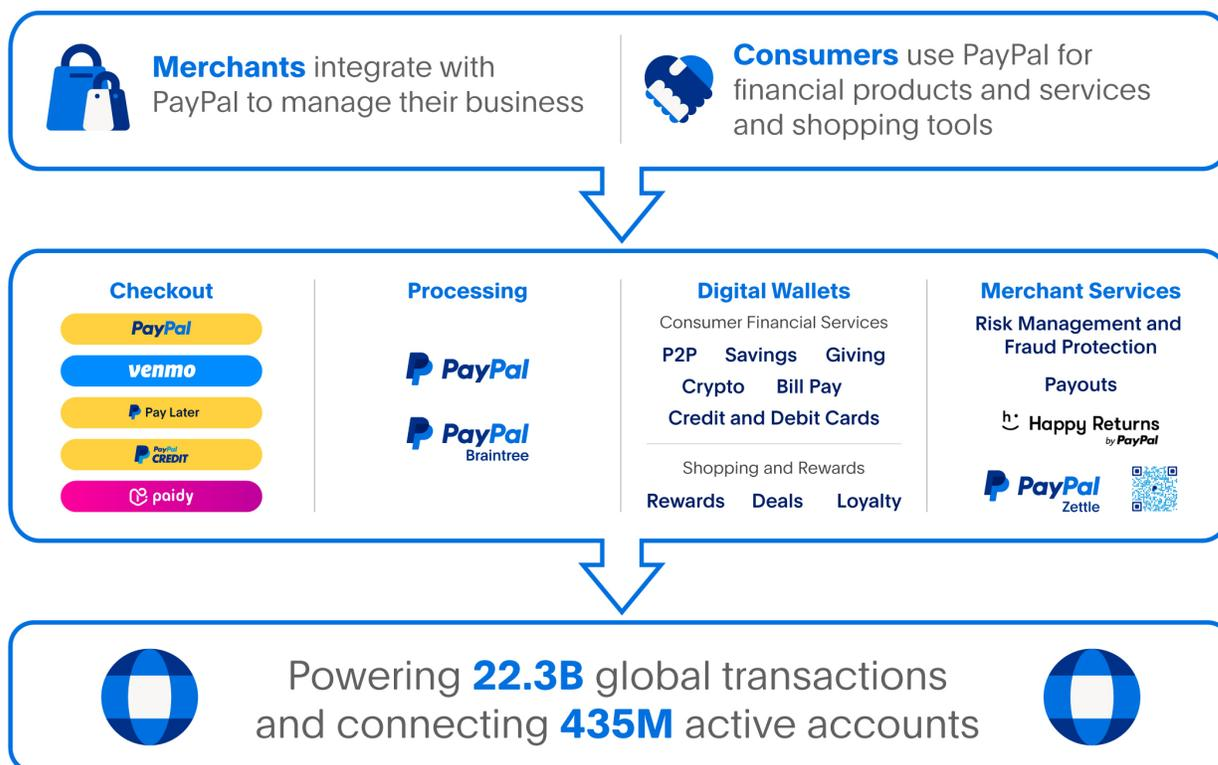 Merchants integrate with
PayPal to manage their business
Consumers use PayPal for
financial products and services
and shopping tools
Checkout
PayPal
venmo
Pay Later
PayPal
CREDIT
paidy
Processing
PayPal
PayPal
Braintree
Digital Wallets
Consumer Financial Services
P2P Savings Giving
Crypto Bill Pay
Credit and Debit Cards
Shopping and Rewards
Rewards Deals Loyalty
Merchant Services
Risk Management and
Fraud Protection
Payouts
Happy Returns
by PayPal
PayPal
Zettle
Powering 22.3B global transactions
and connecting 435M active accounts